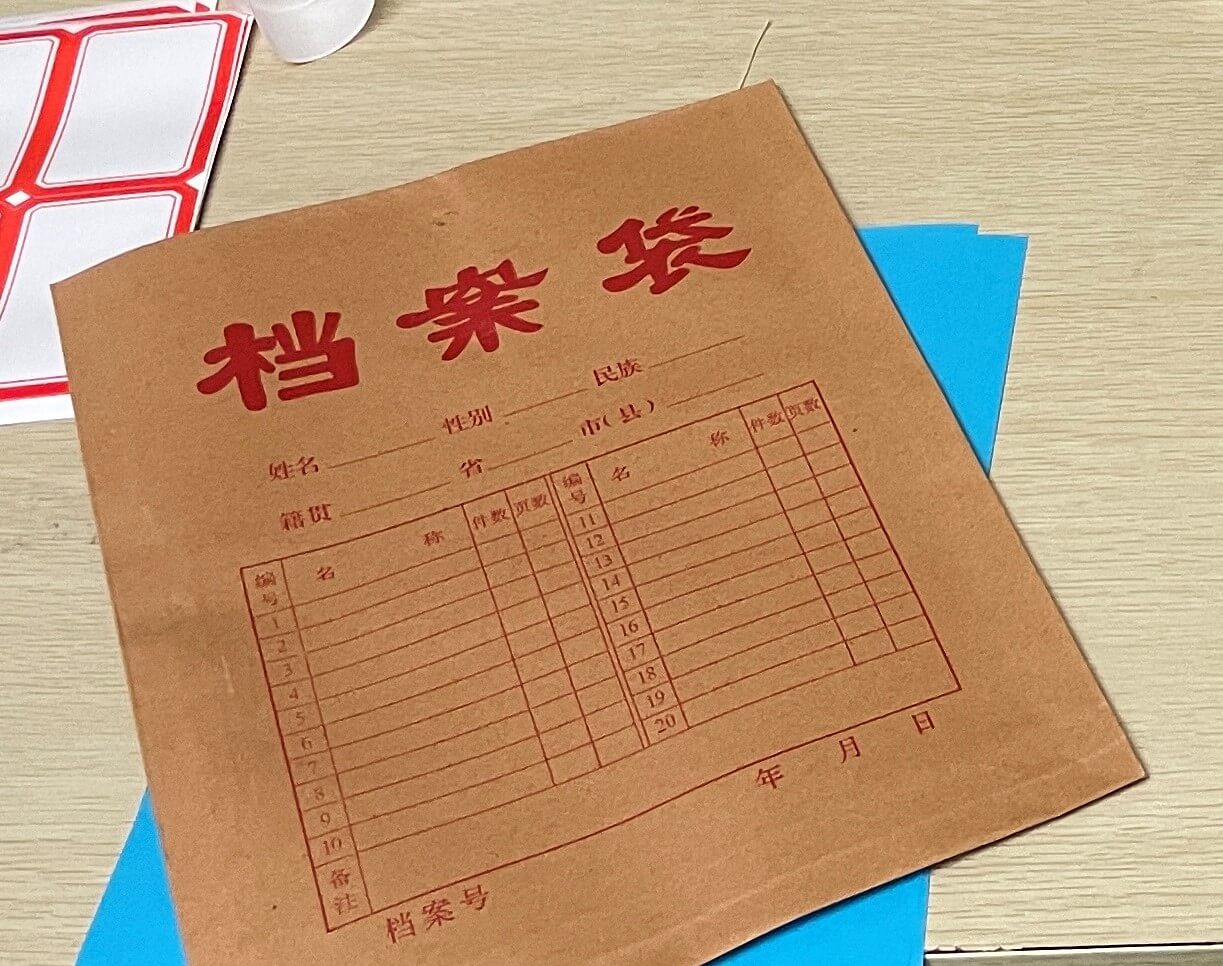 档案袋
姓名 性别 民族
籍贯 省 市(县)
编号 名称 件数 页数 编号 名称 件数 页数
1 11
2 12
3 13
4 14
5 15
6 16
7 17
8 18
9 19
10 20
备注
年 月 日
档案号